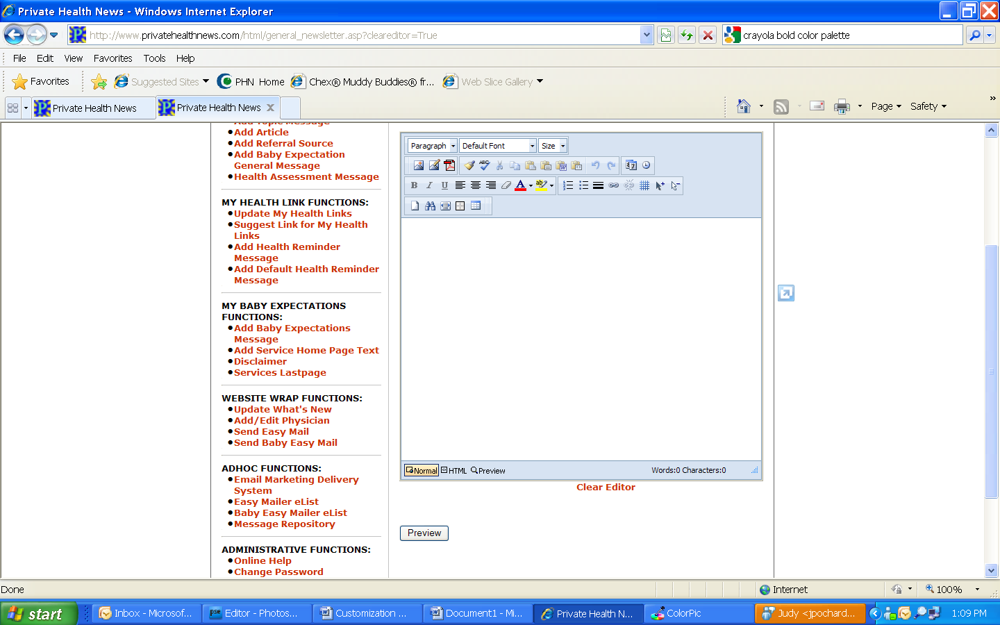 Private Health News - Windows Internet Explorer
http://www.privatehealthnews.com/html/general_newsletter.asp?cleareditor=True
crayola bold color palette
File Edit View Favorites Tools Help
Favorites Suggested Sites PHN Home Chex® Muddy Buddies® fr... Web Slice Gallery
Private Health News Private Health News Page Safety »
Add Topic Message
Add Article
Add Referral Source
Add Baby Expectation
General Message
Health Assessment Message
MY HEALTH LINK FUNCTIONS:
Update My Health Links
Suggest Link for My Health
Links
Add Health Reminder
Message
Add Default Health Reminder
Message
MY BABY EXPECTATIONS
FUNCTIONS:
Add Baby Expectations
Message
Add Service Home Page Text
Disclaimer
Services Lastpage
WEBSITE WRAP FUNCTIONS:
Update What's New
Add/Edit Physician
Send Easy Mail
Send Baby Easy Mail
ADHOC FUNCTIONS:
Email Marketing Delivery
System
Easy Mailer eList
Baby Easy Mailer eList
Message Repository
ADMINISTRATIVE FUNCTIONS:
Online Help
Change Password
Paragraph Default Font Size
ABC
B I U A ab
Normal HTML Preview Words:0 Characters:0
Clear Editor
Preview
Done Internet 100%
start Inbox - Microsof... Editor - Photos... Customization ... Document1 - Mi... Private Health N... ColorPic Judy <jpochard... 1:09 PM